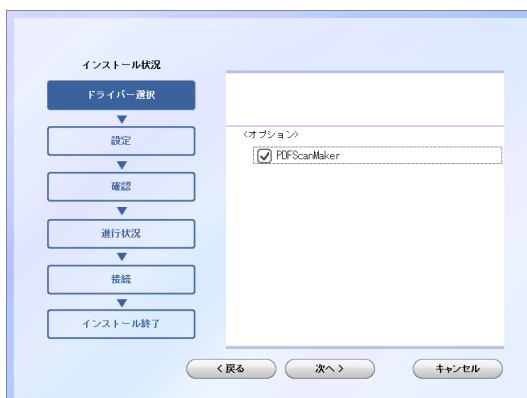 インストール状況
ドライバー選択
設定
確認
進行状況
接続
インストール終了
<オプション>
PDFScanMaker
< 戻る
次へ >
キャンセル